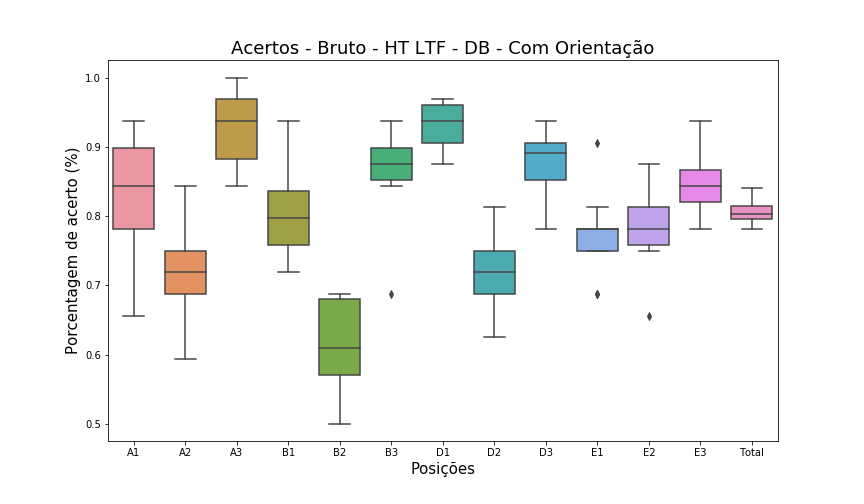 Acertos - Bruto - HT LTF - DB - Com Orientação
Porcentagem de acerto (%)
1.0
0.9
0.8
0.7
0.6
0.5
A1 A2 A3 B1 B2 B3 D1 D2 D3 E1 E2 E3 Total
Posições